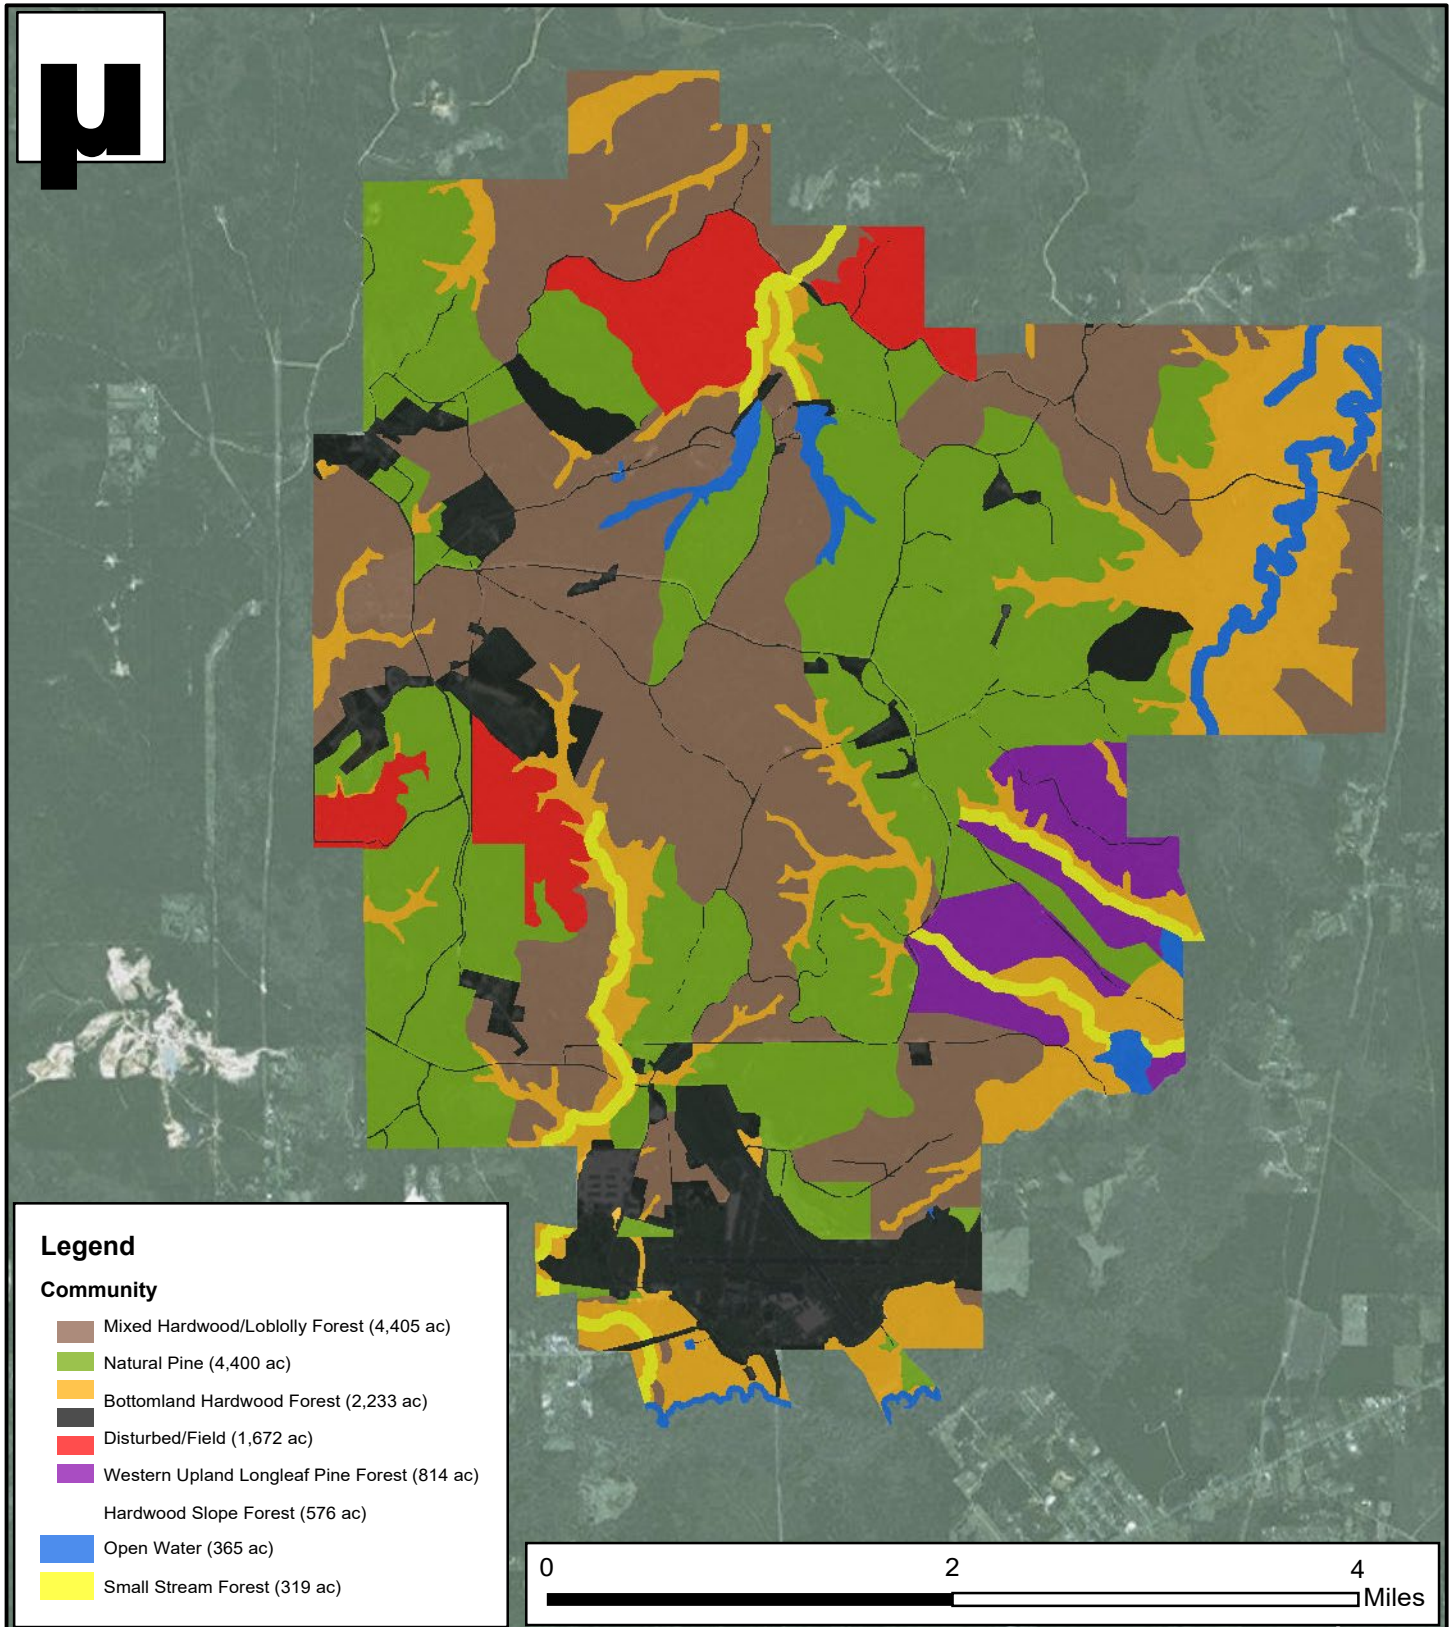 µ
Legend
Community
Mixed Hardwood/Loblolly Forest (4,405 ac)
Natural Pine (4,400 ac)
Bottomland Hardwood Forest (2,233 ac)
Disturbed/Field (1,672 ac)
Western Upland Longleaf Pine Forest (814 ac)
Hardwood Slope Forest (576 ac)
Open Water (365 ac)
Small Stream Forest (319 ac)
0 2 4
Miles